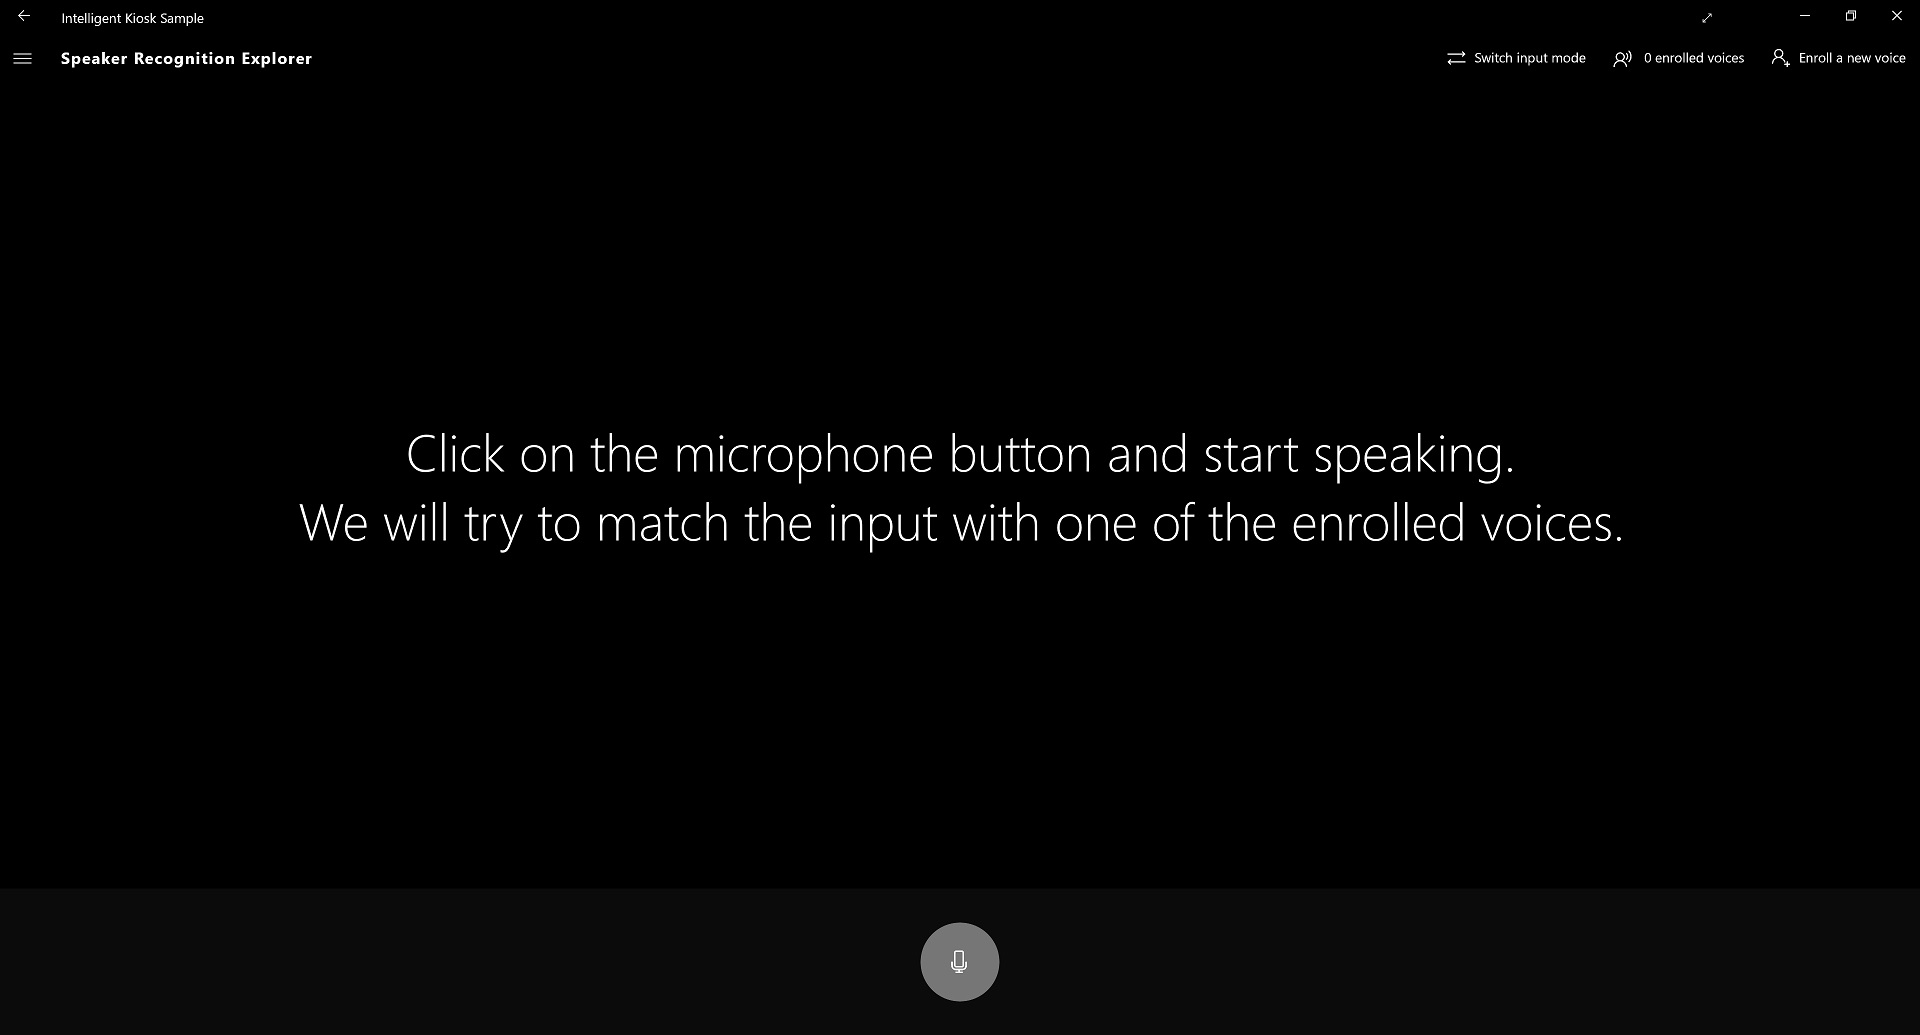 Intelligent Kiosk Sample
Speaker Recognition Explorer
Switch input mode
0 enrolled voices
Enroll a new voice
Click on the microphone button and start speaking.
We will try to match the input with one of the enrolled voices.